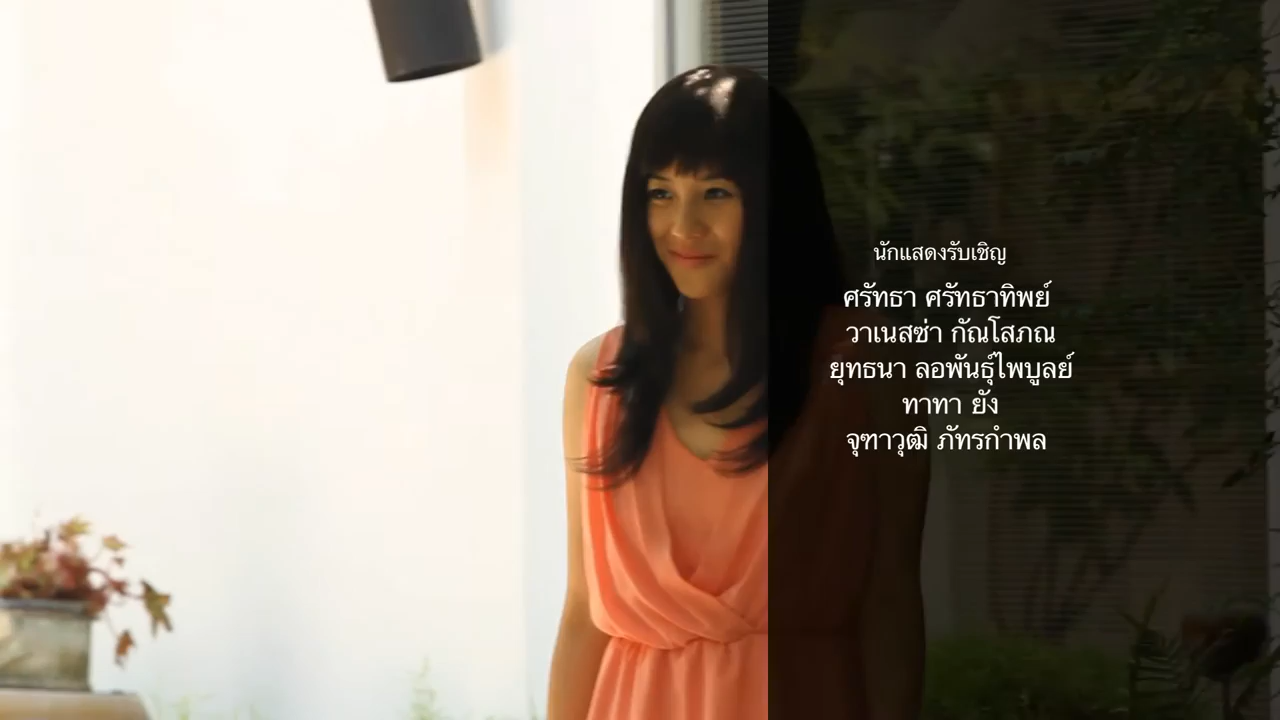 นักแสดงรับเชิญ
ศรัทธา ศรัทธาทิพย์
วาเนสซ่า กัณโสภณ
ยุทธนา ลอพันธุ์ไพบูลย์
ทาทา ยัง
จุฑาวุฒิ ภัทรกำพล